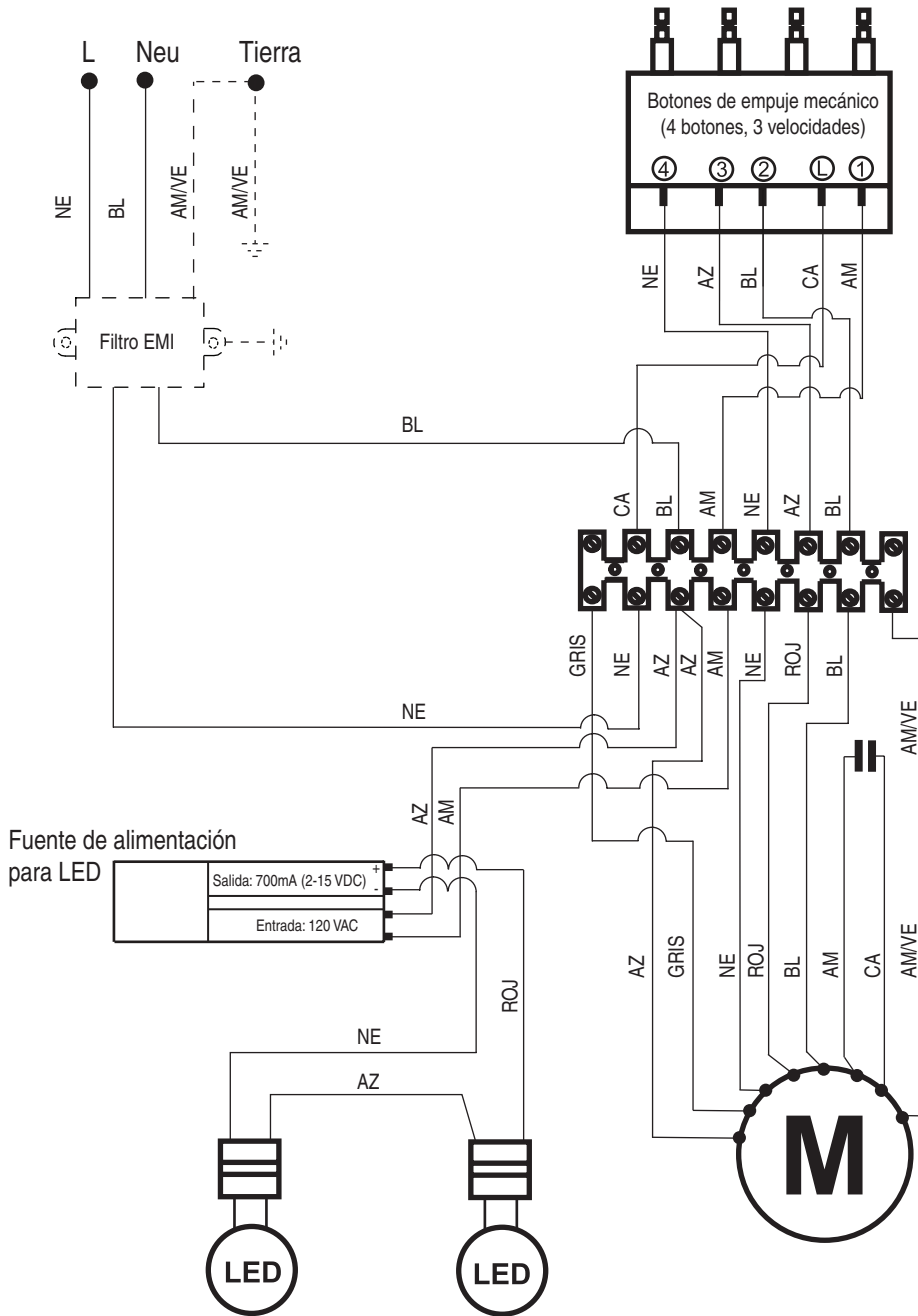 L Neu Tierra
Botones de empuje mecánico
(4 botones, 3 velocidades)
4 3 2 L 1
NE BL AM/VE AM/VE
NE AZ BL CA AM
Filtro EMI
BL
CA BL AM NE AZ BL
GRIS NE AZ AZ AM NE ROJ BL
NE
AM/VE
AZ AM
Fuente de alimentación
para LED
Salida: 700mA (2-15 VDC) + -
Entrada: 120 VAC
AZ GRIS NE ROJ BL AM CA AM/VE
ROJ
NE
AZ
M
LED LED